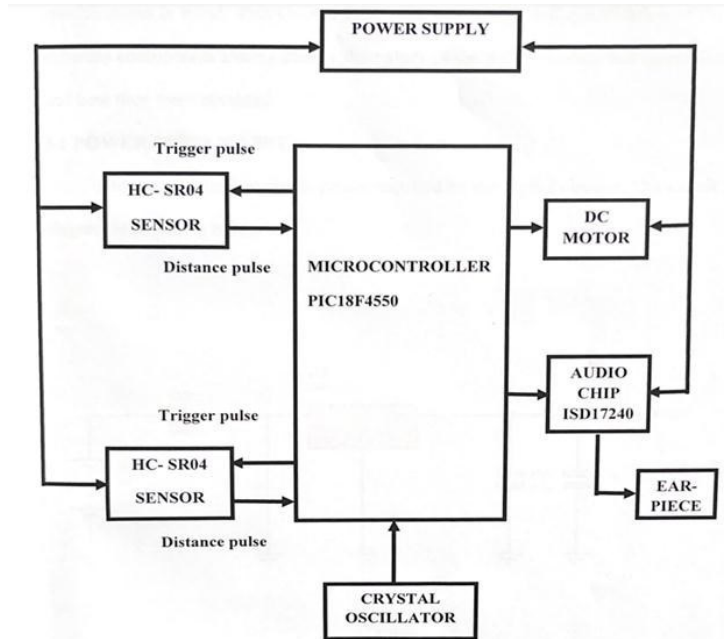 POWER SUPPLY
Trigger pulse
HC- SR04
SENSOR
Distance pulse
MICROCONTROLLER
PIC18F4550
DC
MOTOR
AUDIO
CHIP
ISD17240
Trigger pulse
HC- SR04
SENSOR
Distance pulse
EAR-
PIECE
CRYSTAL
OSCILLATOR